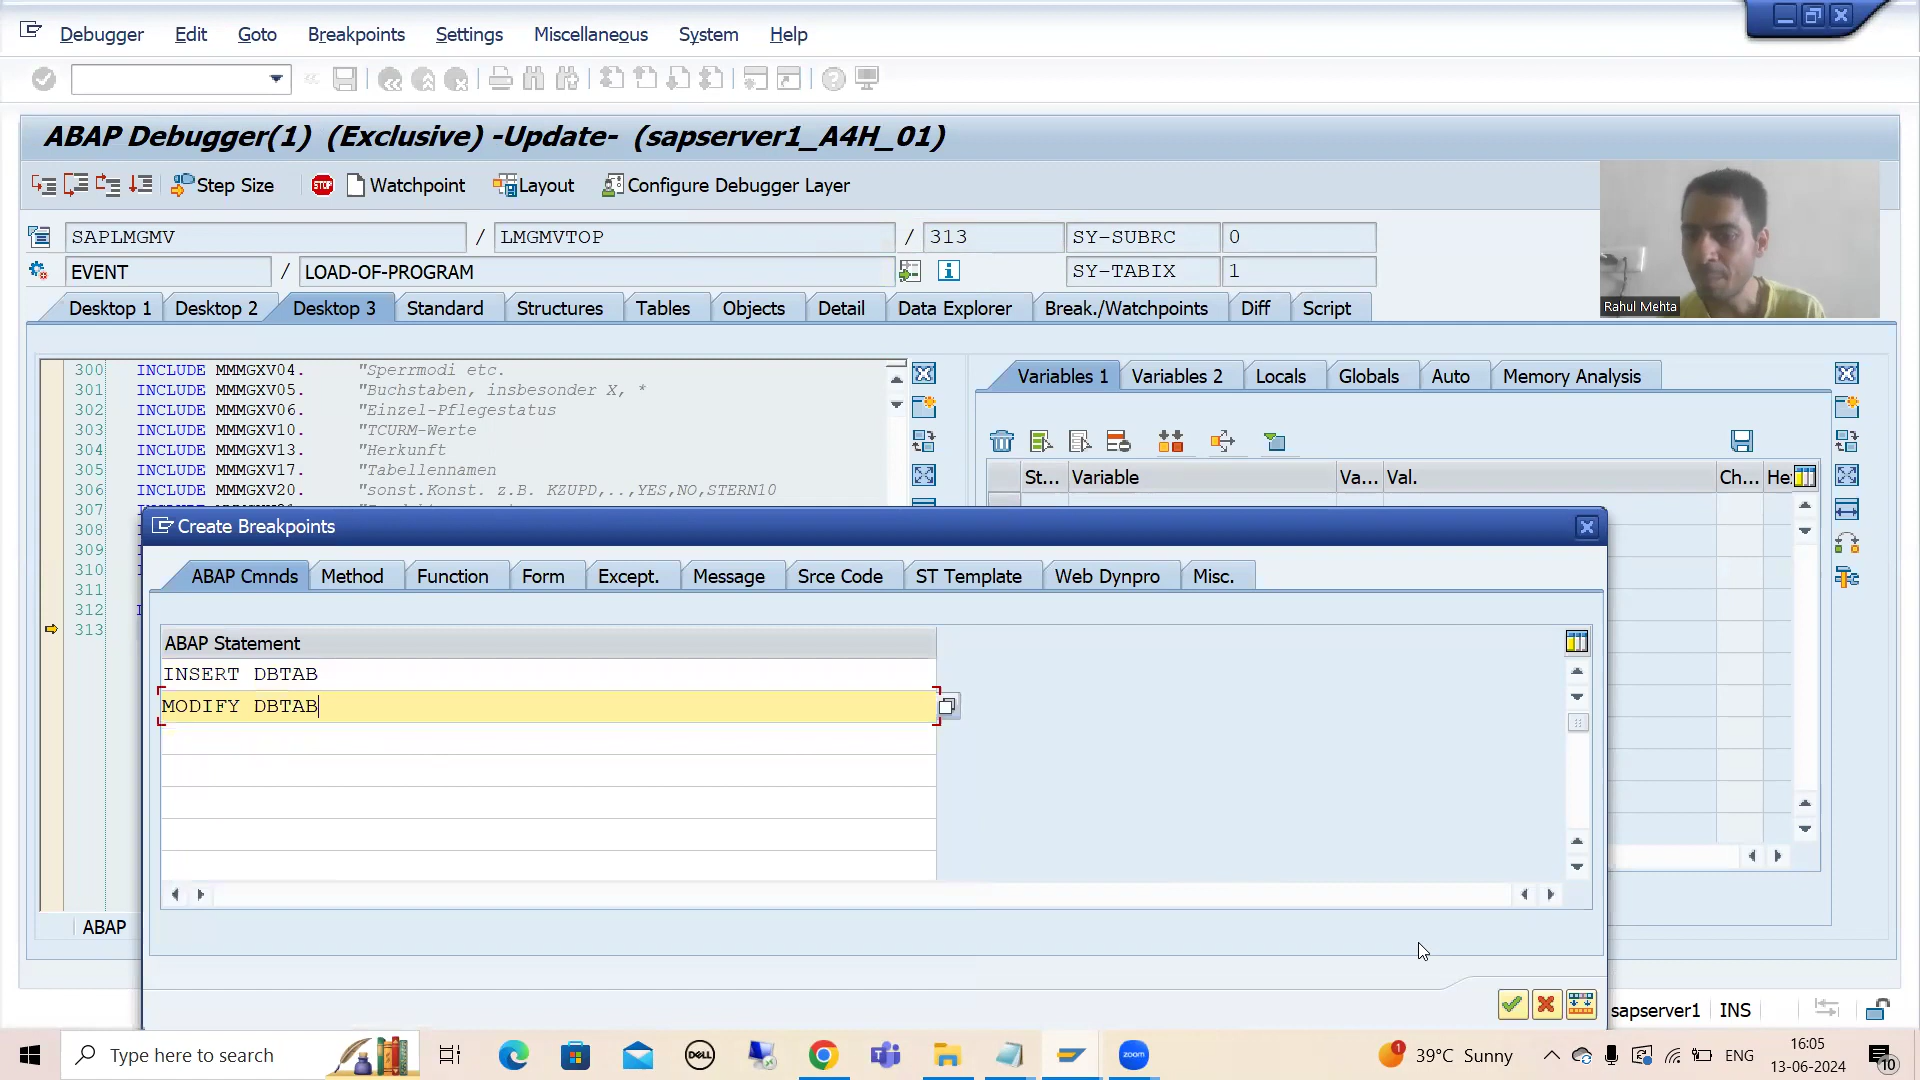 Debugger Edit Goto Breakpoints Settings Miscellaneous System Help
ABAP Debugger(1) (Exclusive) -Update- (sapserver1_A4H_01)
Step Size STOP Watchpoint Layout Configure Debugger Layer
SAPLMGMV / LMGMVTOP / 313 SY-SUBRC 0
EVENT / LOAD-OF-PROGRAM SY-TABIX 1
Rahul Mehta
Desktop 1 Desktop 2 Desktop 3 Standard Structures Tables Objects Detail Data Explorer Break./Watchpoints Diff Script
300 INCLUDE MMMGXV04. "Sperrmodi etc.
301 INCLUDE MMMGXV05. "Buchstaben, insbesonder X, *
302 INCLUDE MMMGXV06. "Einzel-Pflegestatus
303 INCLUDE MMMGXV10. "TCURM-Werte
304 INCLUDE MMMGXV13. "Herkunft
305 INCLUDE MMMGXV17. "Tabellennamen
306 INCLUDE MMMGXV20. "sonst.Konst. z.B. KZUPD,..,YES,NO,STERN10
307
308
309
310
311
312
313
Variables 1 Variables 2 Locals Globals Auto Memory Analysis
St... Variable Va... Val. Ch... He
Create Breakpoints
ABAP Cmnds Method Function Form Except. Message Srce Code ST Template Web Dynpro Misc.
ABAP Statement
INSERT DBTAB
MODIFY DBTAB
ABAP
sapserver1 INS
Type here to search
DELL
zoom
1
39°C Sunny
ENG
16:05
13-06-2024
10